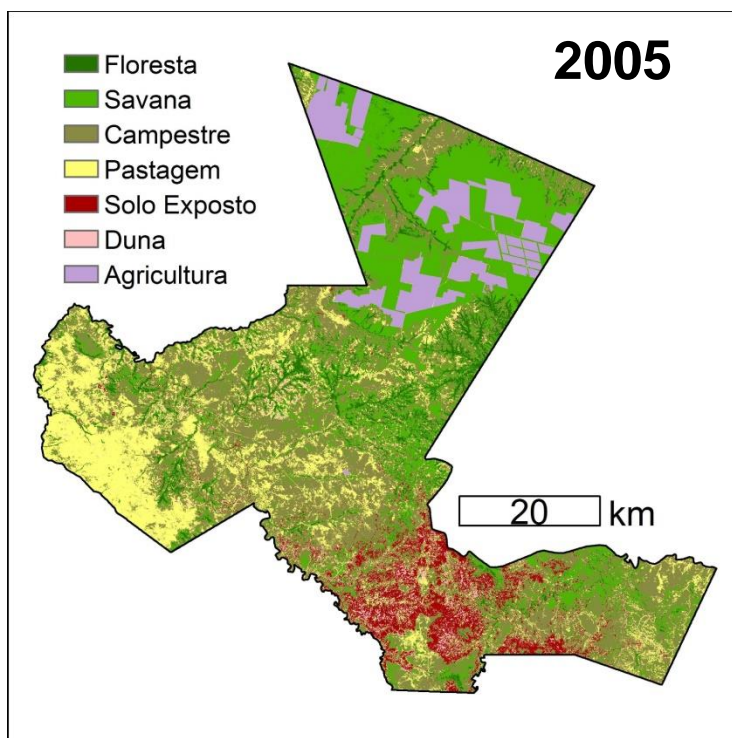 2005
Floresta
Savana
Campestre
Pastagem
Solo Exposto
Duna
Agricultura
20 km